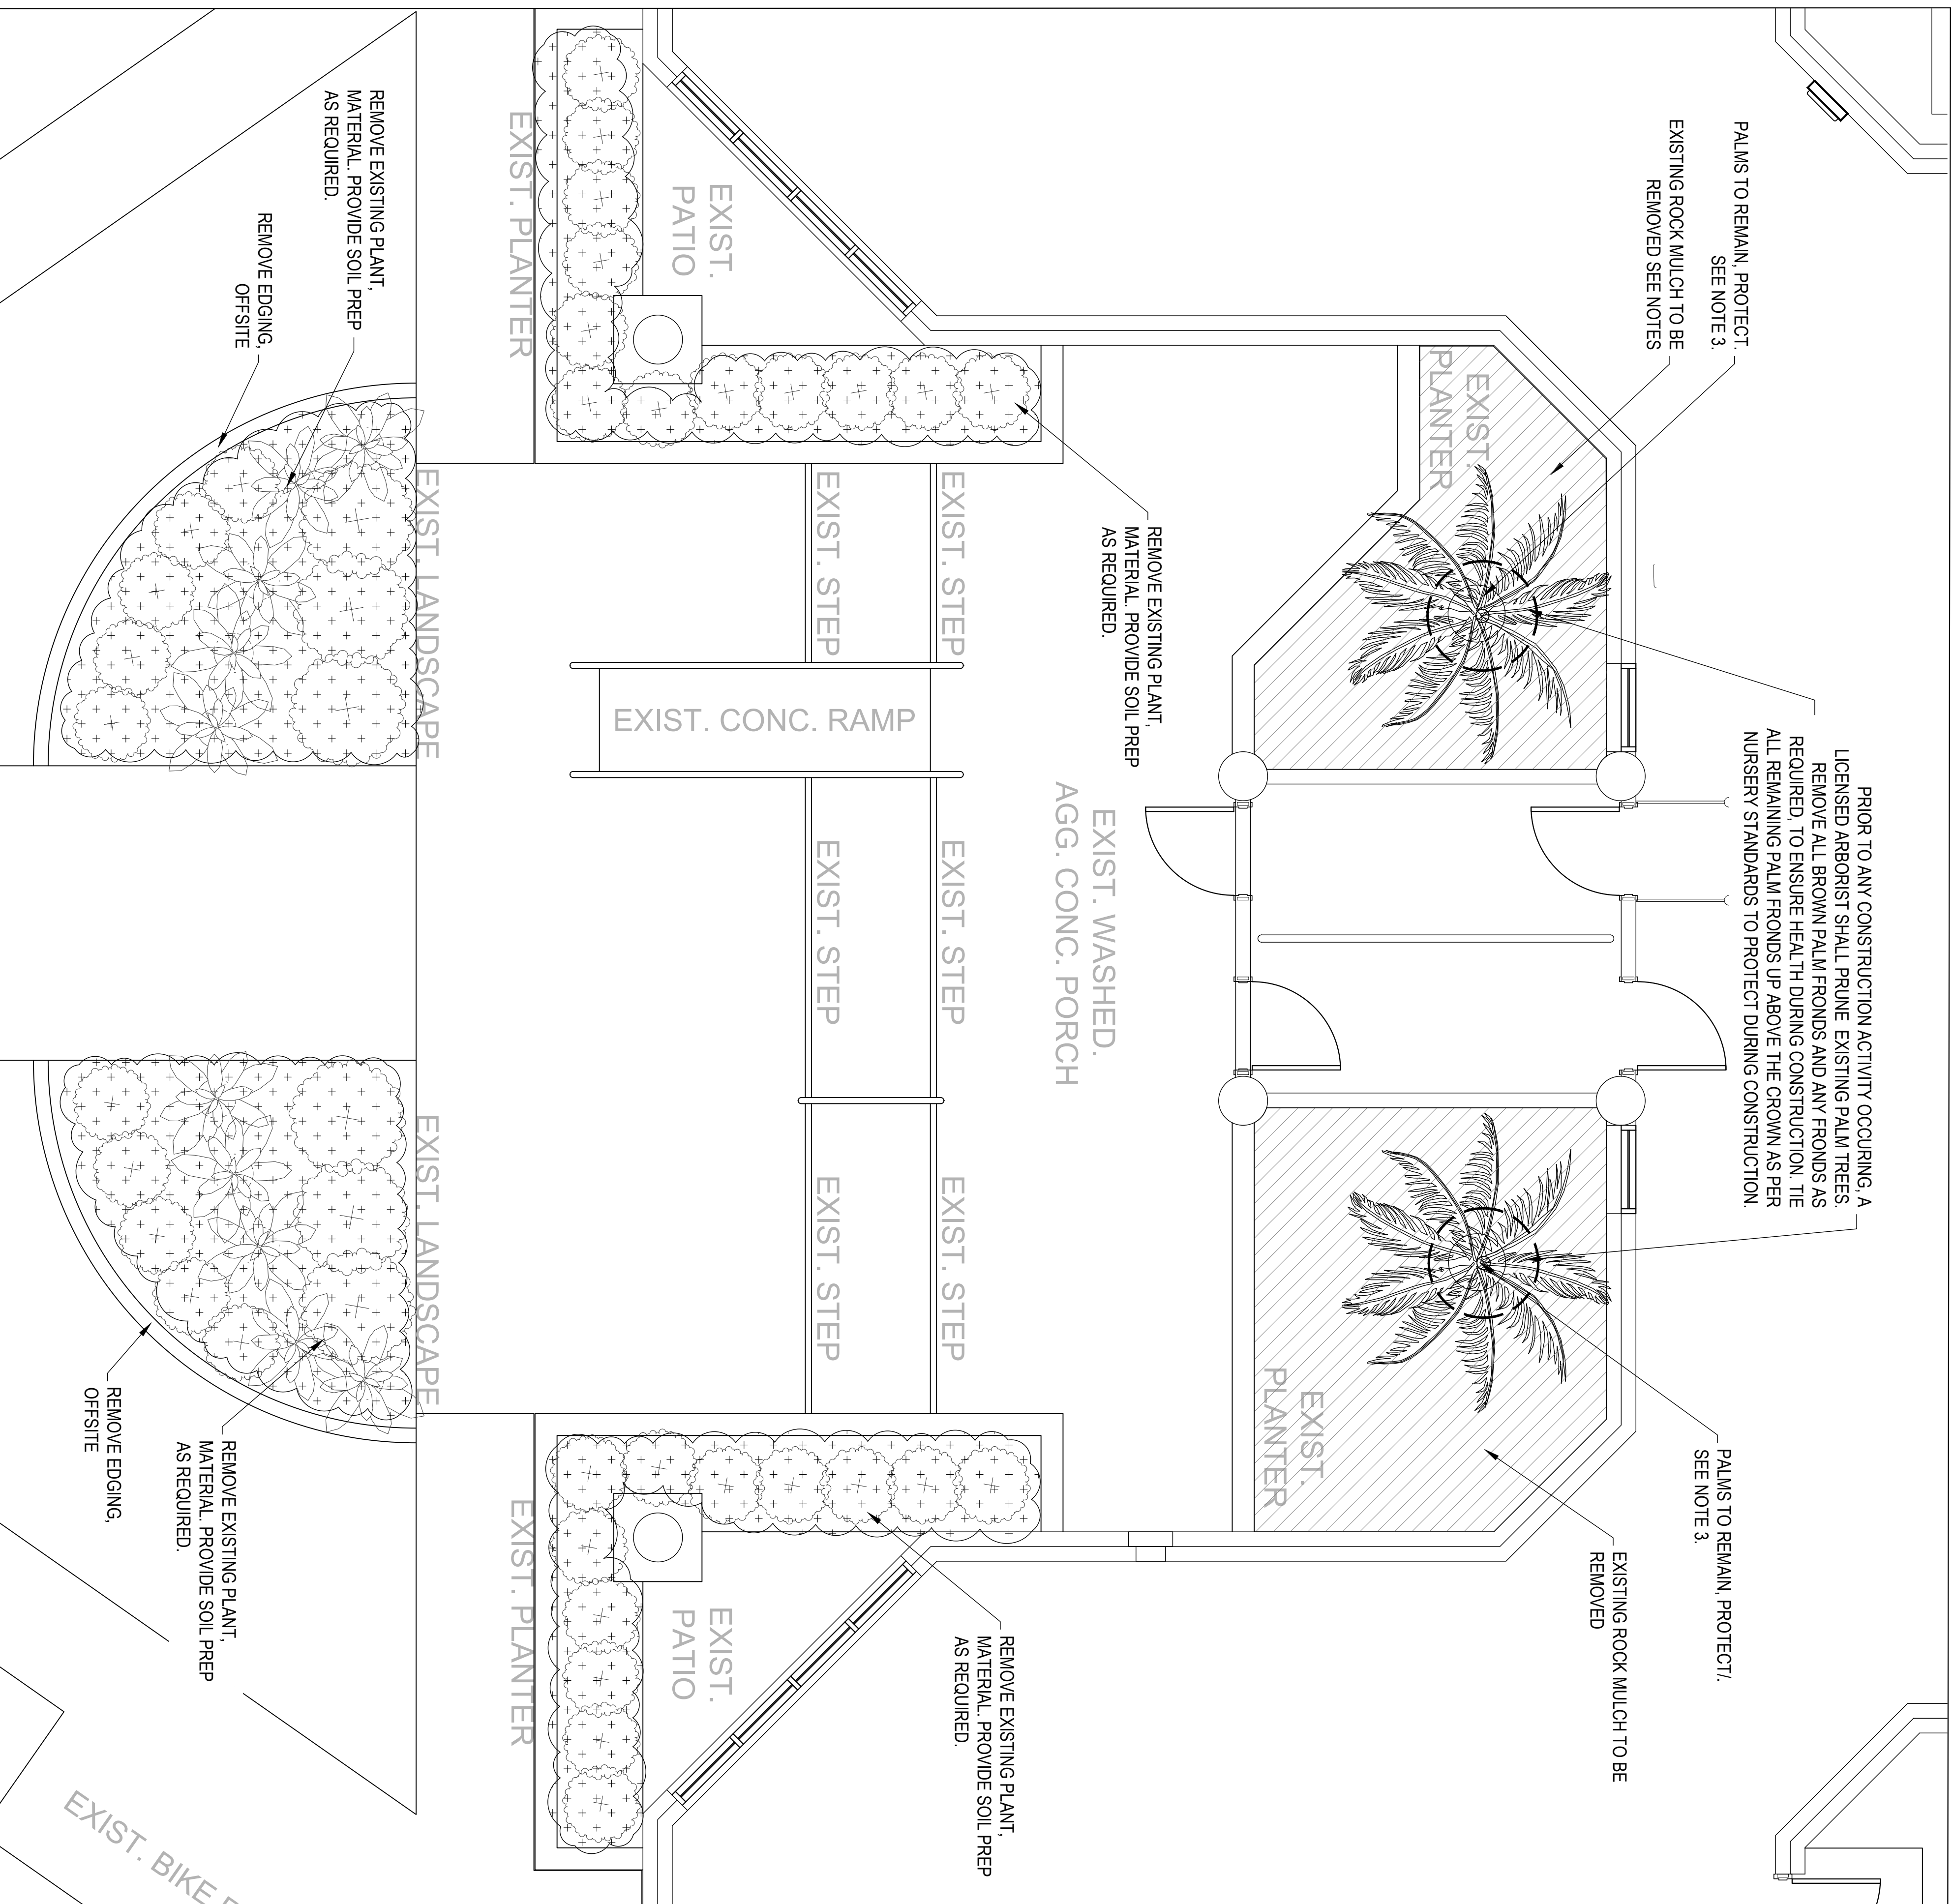 PRIOR TO ANY CONSTRUCTION ACTIVITY OCCURING, A
LICENSED ARBORIST SHALL PRUNE EXISTING PALM TREES.
REMOVE ALL BROWN PALM FRONDS AND ANY FRONDS AS
REQUIRED, TO ENSURE HEALTH DURING CONSTRUCTION. TIE
ALL REMAINING PALM FRONDS UP ABOVE THE CROWN AS PER
NURSERY STANDARDS TO PROTECT DURING CONSTRUCTION.
PALMS TO REMAIN, PROTECT.
SEE NOTE 3.
EXISTING ROCK MULCH TO BE
REMOVED SEE NOTES
PALMS TO REMAIN, PROTECT/.
SEE NOTE 3.
EXISTING ROCK MULCH TO BE
REMOVED
EXIST.
PLANTER
EXIST.
PLANTER
REMOVE EXISTING PLANT,
MATERIAL. PROVIDE SOIL PREP
AS REQUIRED.
EXIST. WASHED.
AGG. CONC. PORCH
REMOVE EXISTING PLANT,
MATERIAL. PROVIDE SOIL PREP
AS REQUIRED.
EXIST. STEP
EXIST. STEP
EXIST. STEP
EXIST. STEP
EXIST. STEP
EXIST. STEP
EXIST. CONC. RAMP
EXIST.
PATIO
EXIST.
PATIO
EXIST. PLANTER
EXIST. PLANTER
EXIST. LANDSCAPE
EXIST. LANDSCAPE
REMOVE EXISTING PLANT,
MATERIAL. PROVIDE SOIL PREP
AS REQUIRED.
REMOVE EDGING,
OFFSITE
REMOVE EXISTING PLANT,
MATERIAL. PROVIDE SOIL PREP
AS REQUIRED.
REMOVE EDGING,
OFFSITE
EXIST. BIKE